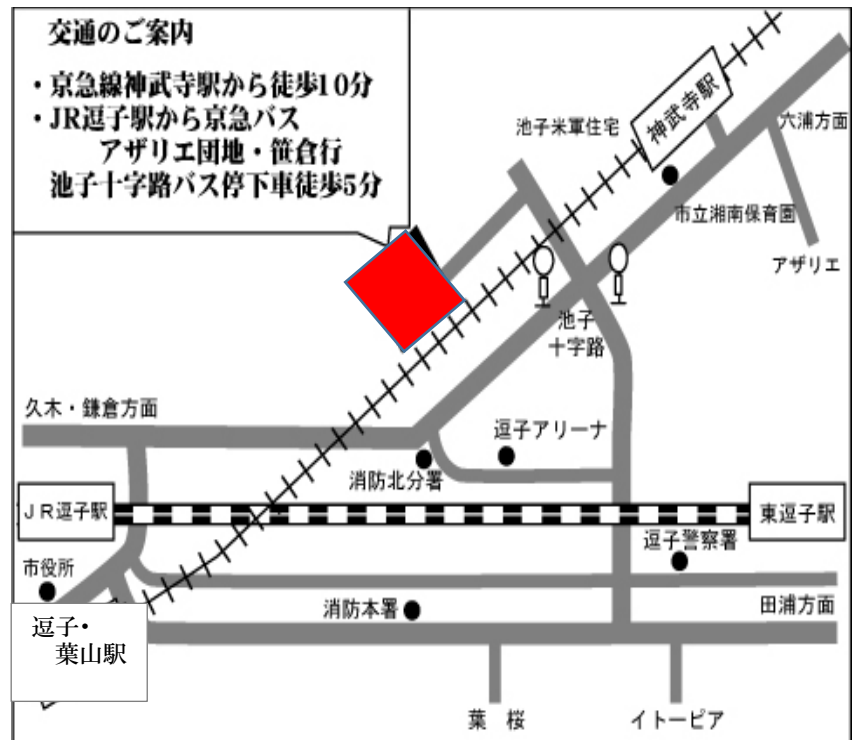 交通のご案内
・京急線神武寺駅から徒歩10分
・JR逗子駅から京急バス
アザリエ団地・笹倉行
池子十字路バス停下車徒歩5分
神武寺駅
池子米軍住宅
六浦方面
市立湘南保育園
アザリエ
池子
十字路
久木・鎌倉方面
逗子アリーナ
消防北分署
JR逗子駅
東逗子駅
逗子警察署
市役所
消防本署
田浦方面
逗子・
葉山駅
葉 桜
イトーピア